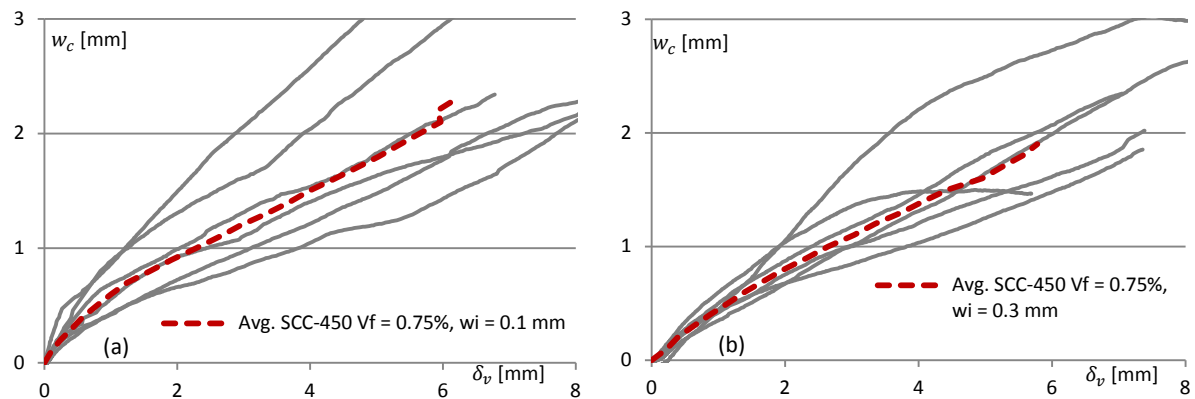 3
w_c [mm]
2
1
0
0
2
4
6
8
δ_v [mm]
Avg. SCC-450 Vf = 0.75%, wi = 0.1 mm
(a)
3
w_c [mm]
2
1
0
0
2
4
6
8
δ_v [mm]
Avg. SCC-450 Vf = 0.75%,
wi = 0.3 mm
(b)